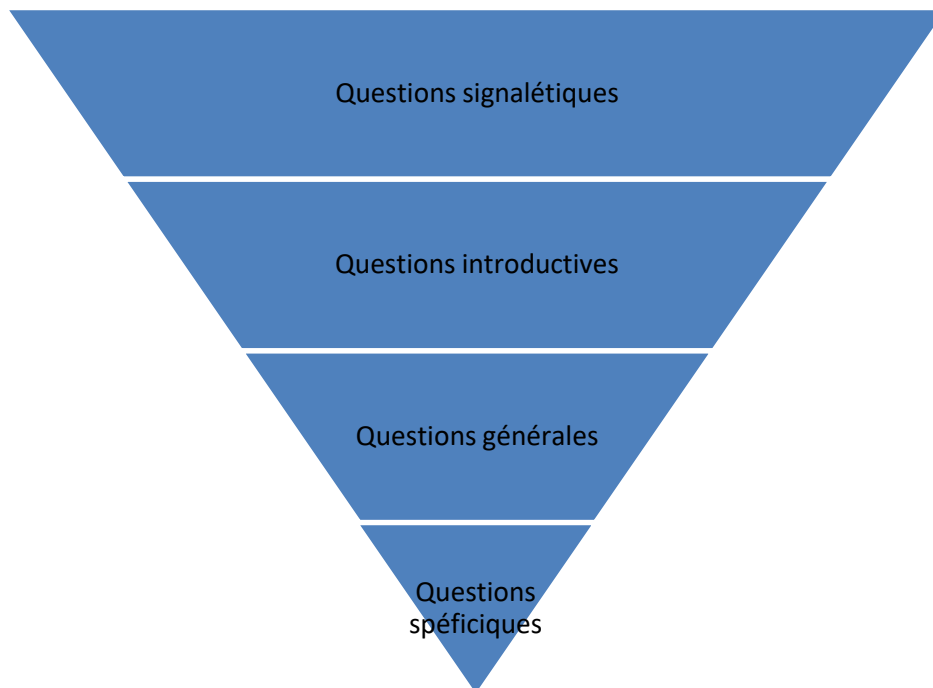 Questions signalétiques
Questions introductives
Questions générales
Questions
spéficiques